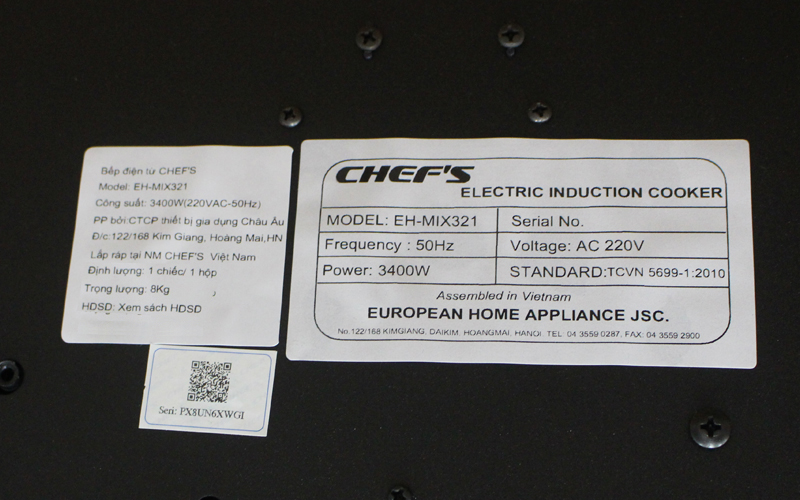 Bếp điện từ CHEF'S
Model: EH-MIX321
Công suất: 3400W(220VAC-50Hz)
PP bởi:CTCP thiết bị gia dụng Châu Âu
Đ/c:122/168 Kim Giang, Hoàng Mai,HN
Lắp ráp tại NM CHEF'S Việt Nam
Định lượng: 1 chiếc/ 1 hộp
Trọng lượng: 8Kg
HDSD: Xem sách HDSD
Seri: PX8UN6XWGI
CHEF'S
ELECTRIC INDUCTION COOKER
MODEL: EH-MIX321
Serial No.
Frequency : 50Hz
Voltage: AC 220V
Power: 3400W
STANDARD:TCVN 5699-1:2010
Assembled in Vietnam
EUROPEAN HOME APPLIANCE JSC.
No.122/168 KIMGIANG, DAIKIM, HOANGMAI, HANOI. TEL: 04 3559 0287, FAX: 04 3559 2900